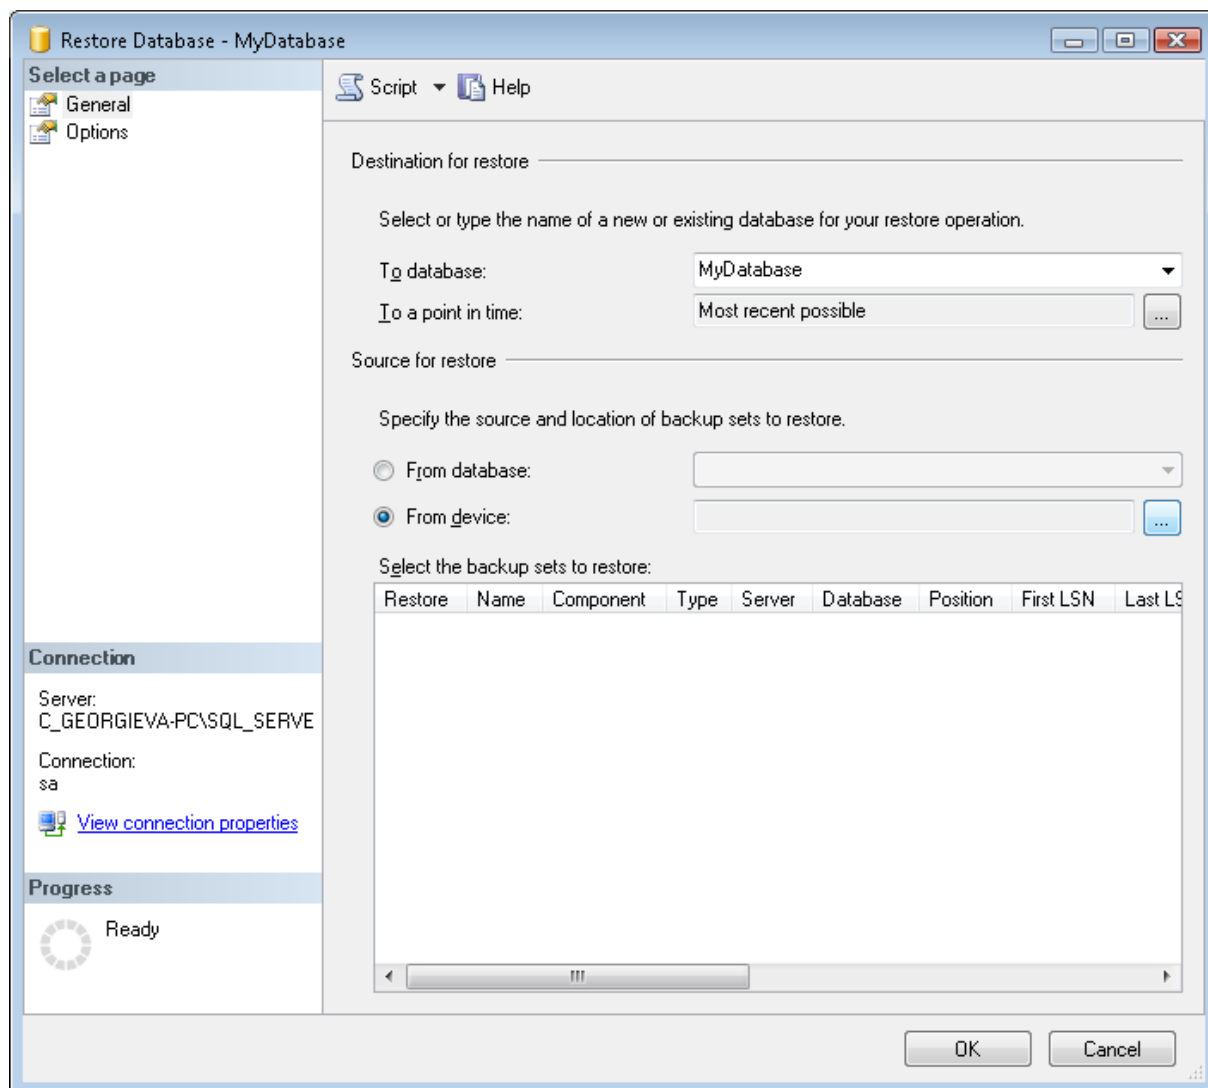 Restore Database - MyDatabase
Select a page
General
Options
Script
Help
Destination for restore
Select or type the name of a new or existing database for your restore operation.
To database:
MyDatabase
To a point in time:
Most recent possible
...
Source for restore
Specify the source and location of backup sets to restore.
From database:
From device:
...
Select the backup sets to restore:
Restore Name Component Type Server Database Position First LSN Last LS
Connection
Server:
C_GEORGIEVA-PC\SQL_SERVE
Connection:
sa
View connection properties
Progress
Ready
OK
Cancel